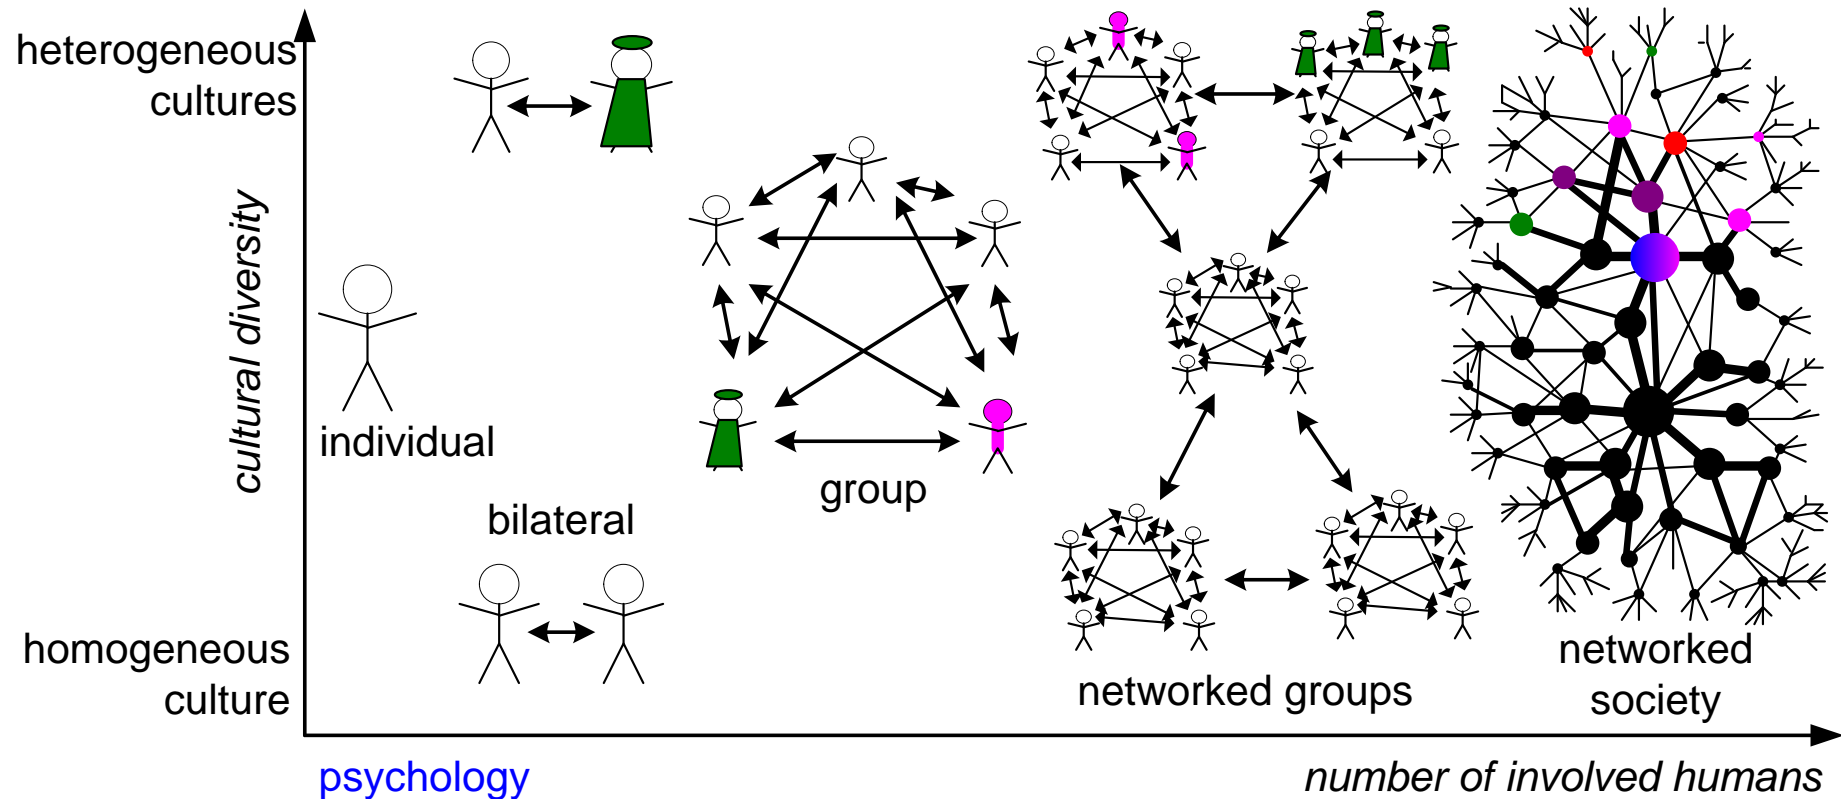 heterogeneous
cultures
cultural diversity
individual
bilateral
group
homogeneous
culture
networked groups
networked
society
psychology
number of involved humans